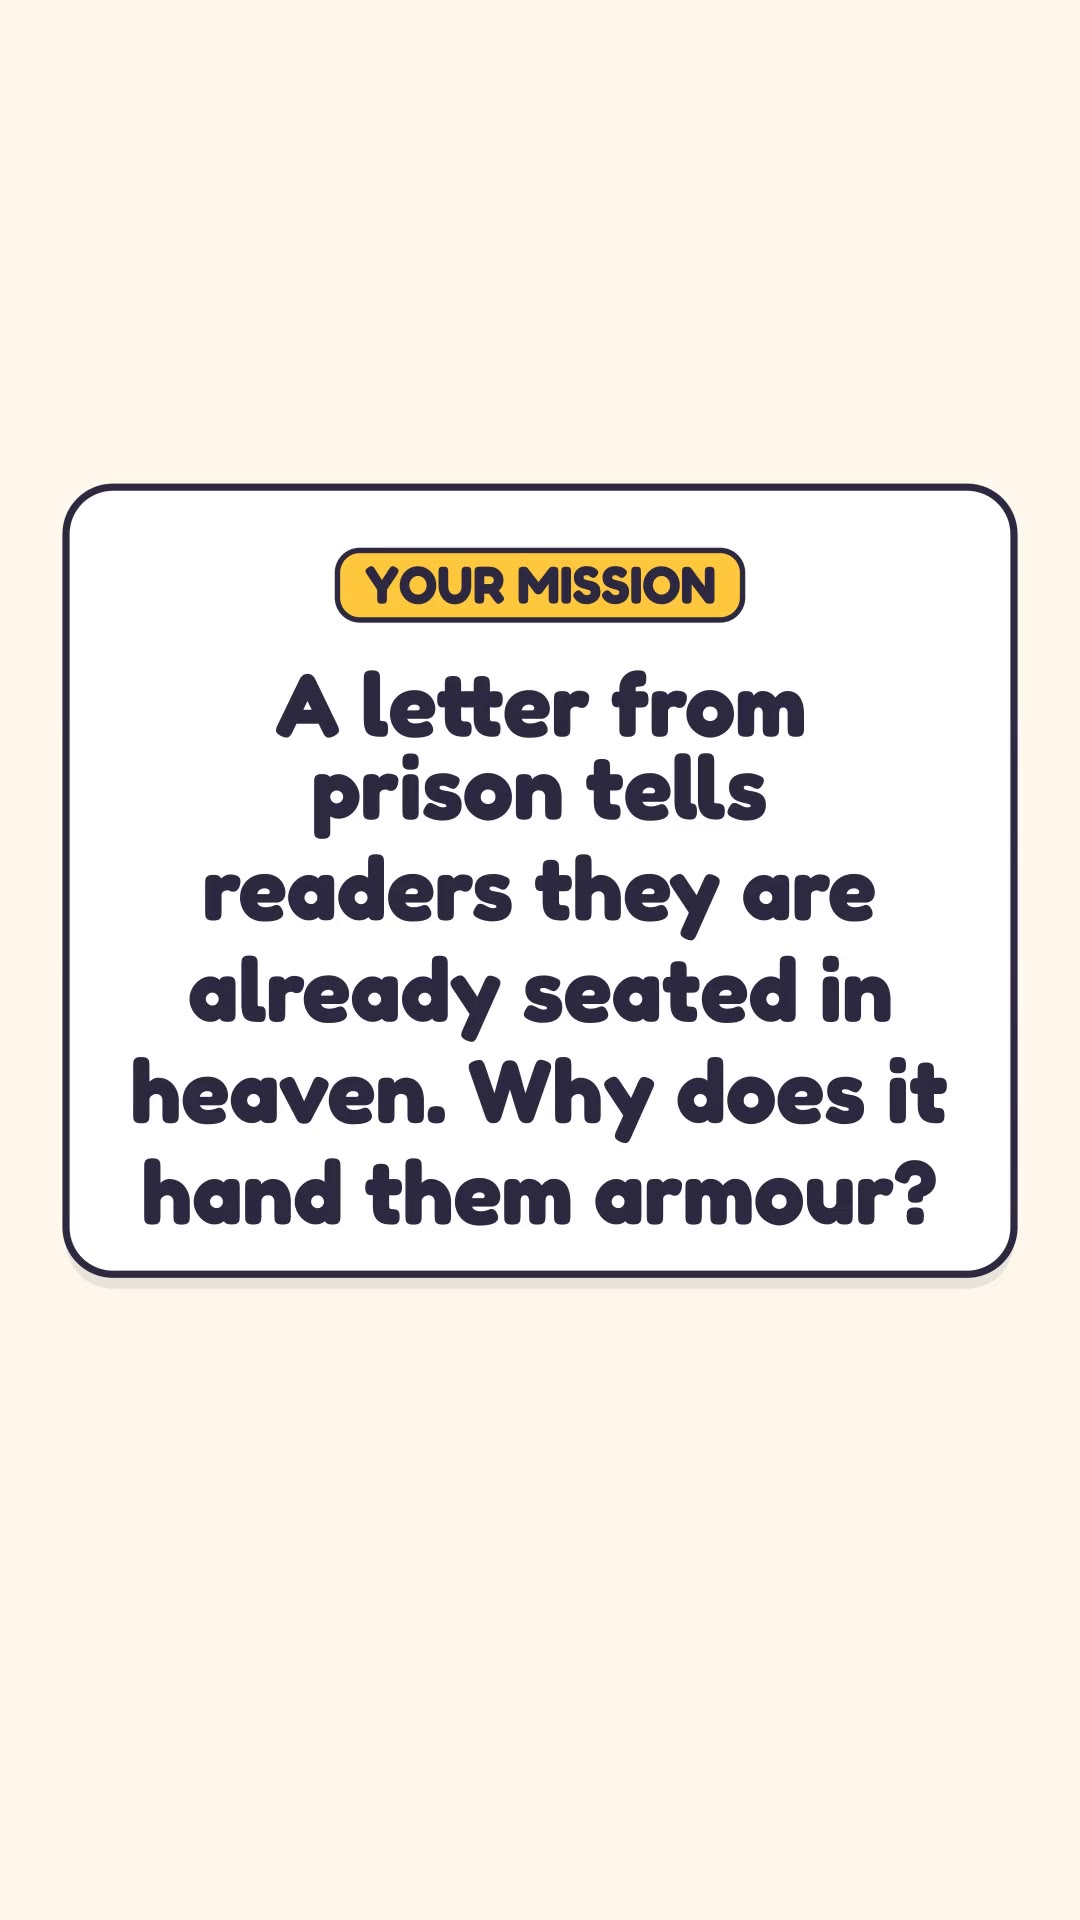 YOUR MISSION
A letter from
prison tells
readers they are
already seated in
heaven. Why does it
hand them armour?